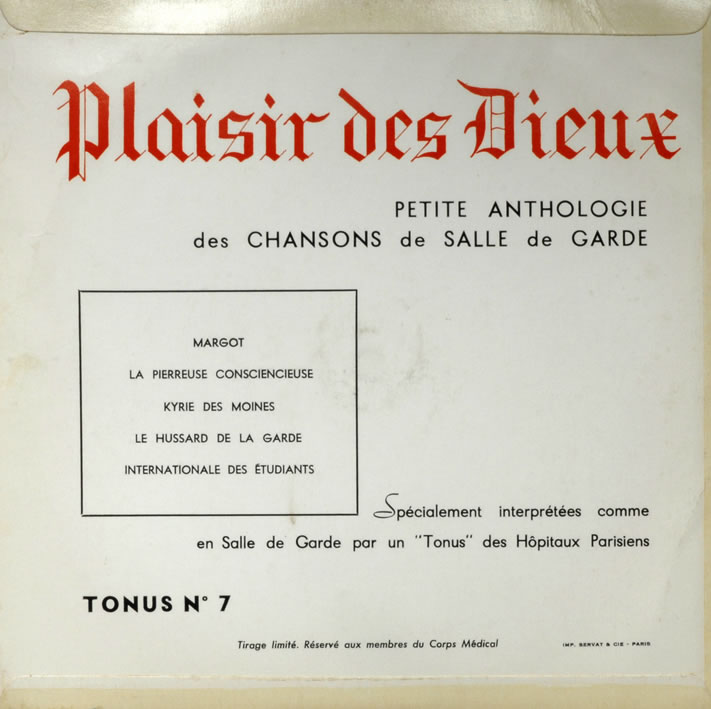 Plaisir des Dieux
PETITE ANTHOLOGIE
des CHANSONS de SALLE de GARDE
MARGOT
LA PIERREUSE CONSCIENCIEUSE
KYRIE DES MOINES
LE HUSSARD DE LA GARDE
INTERNATIONALE DES ÉTUDIANTS
Spécialement interprétées comme
en Salle de Garde par un "Tonus" des Hôpitaux Parisiens
TONUS N° 7
Tirage limité. Réservé aux membres du Corps Médical
IMP. SERVAT & CIE - PARIS